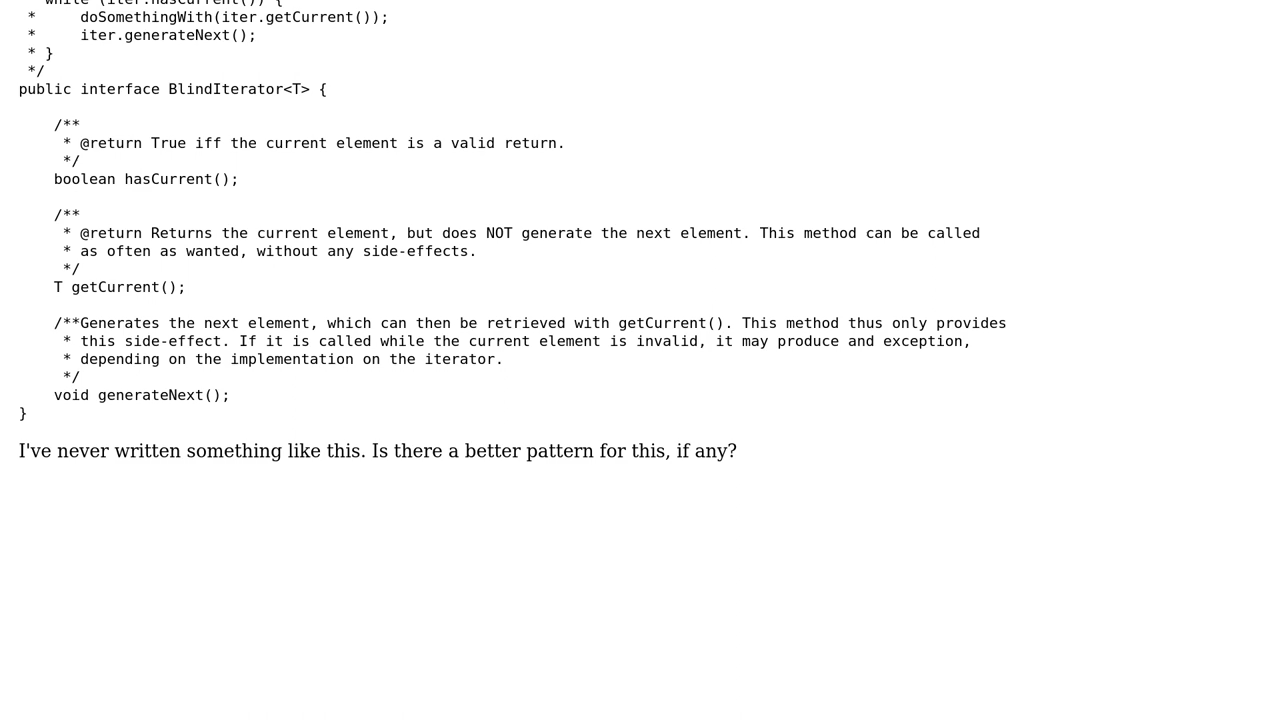 while (iter.hasCurrent()) {
 *     doSomethingWith(iter.getCurrent());
 *     iter.generateNext();
 * }
 */
public interface BlindIterator<T> {
    /**
     * @return True iff the current element is a valid return.
     */
    boolean hasCurrent();
    /**
     * @return Returns the current element, but does NOT generate the next element. This method can be called
     * as often as wanted, without any side-effects.
     */
    T getCurrent();
    /**Generates the next element, which can then be retrieved with getCurrent(). This method thus only provides
     * this side-effect. If it is called while the current element is invalid, it may produce and exception,
     * depending on the implementation on the iterator.
     */
    void generateNext();
}
I've never written something like this. Is there a better pattern for this, if any?